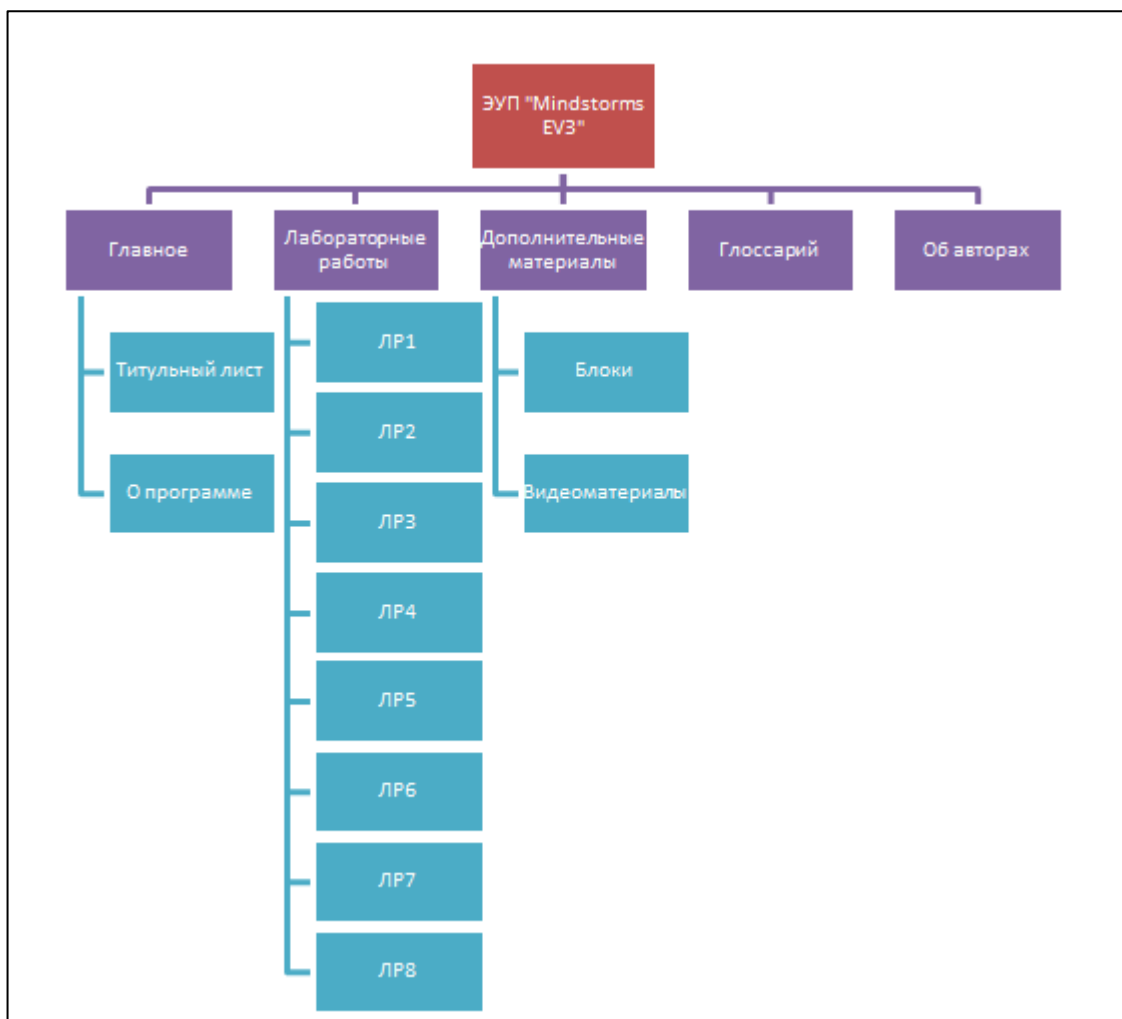 ЭУП "Mindstorms
EV3"
Главное
Лабораторные
работы
Дополнительные
материалы
Глоссарий
Об авторах
Титульный лист
О программе
ЛР1
ЛР2
ЛР3
ЛР4
ЛР5
ЛР6
ЛР7
ЛР8
Блоки
Видеоматериалы